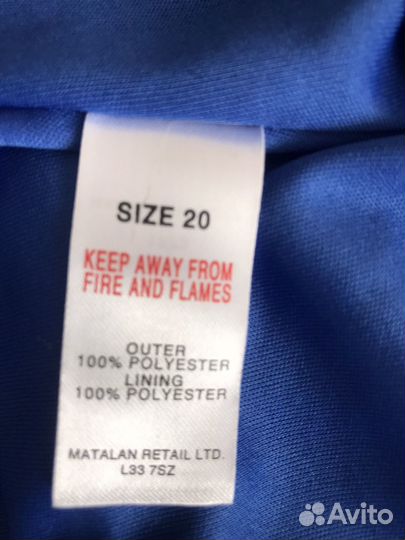 SIZE 20
KEEP AWAY FROM
FIRE AND FLAMES
OUTER
100% POLYESTER
LINING
100% POLYESTER
MATALAN RETAIL LTD.
L33 7SZ
Avito